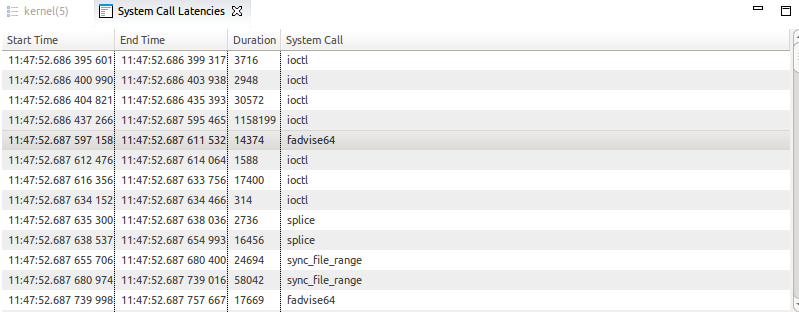 kernel(5) System Call Latencies
Start Time End Time Duration System Call
11:47:52.686 395 601 11:47:52.686 399 317 3716 ioctl
11:47:52.686 400 990 11:47:52.686 403 938 2948 ioctl
11:47:52.686 404 821 11:47:52.686 435 393 30572 ioctl
11:47:52.686 437 266 11:47:52.687 595 465 1158199 ioctl
11:47:52.687 597 158 11:47:52.687 611 532 14374 fadvise64
11:47:52.687 612 476 11:47:52.687 614 064 1588 ioctl
11:47:52.687 616 356 11:47:52.687 633 756 17400 ioctl
11:47:52.687 634 152 11:47:52.687 634 466 314 ioctl
11:47:52.687 635 300 11:47:52.687 638 036 2736 splice
11:47:52.687 638 537 11:47:52.687 654 993 16456 splice
11:47:52.687 655 706 11:47:52.687 680 400 24694 sync_file_range
11:47:52.687 680 974 11:47:52.687 739 016 58042 sync_file_range
11:47:52.687 739 998 11:47:52.687 757 667 17669 fadvise64